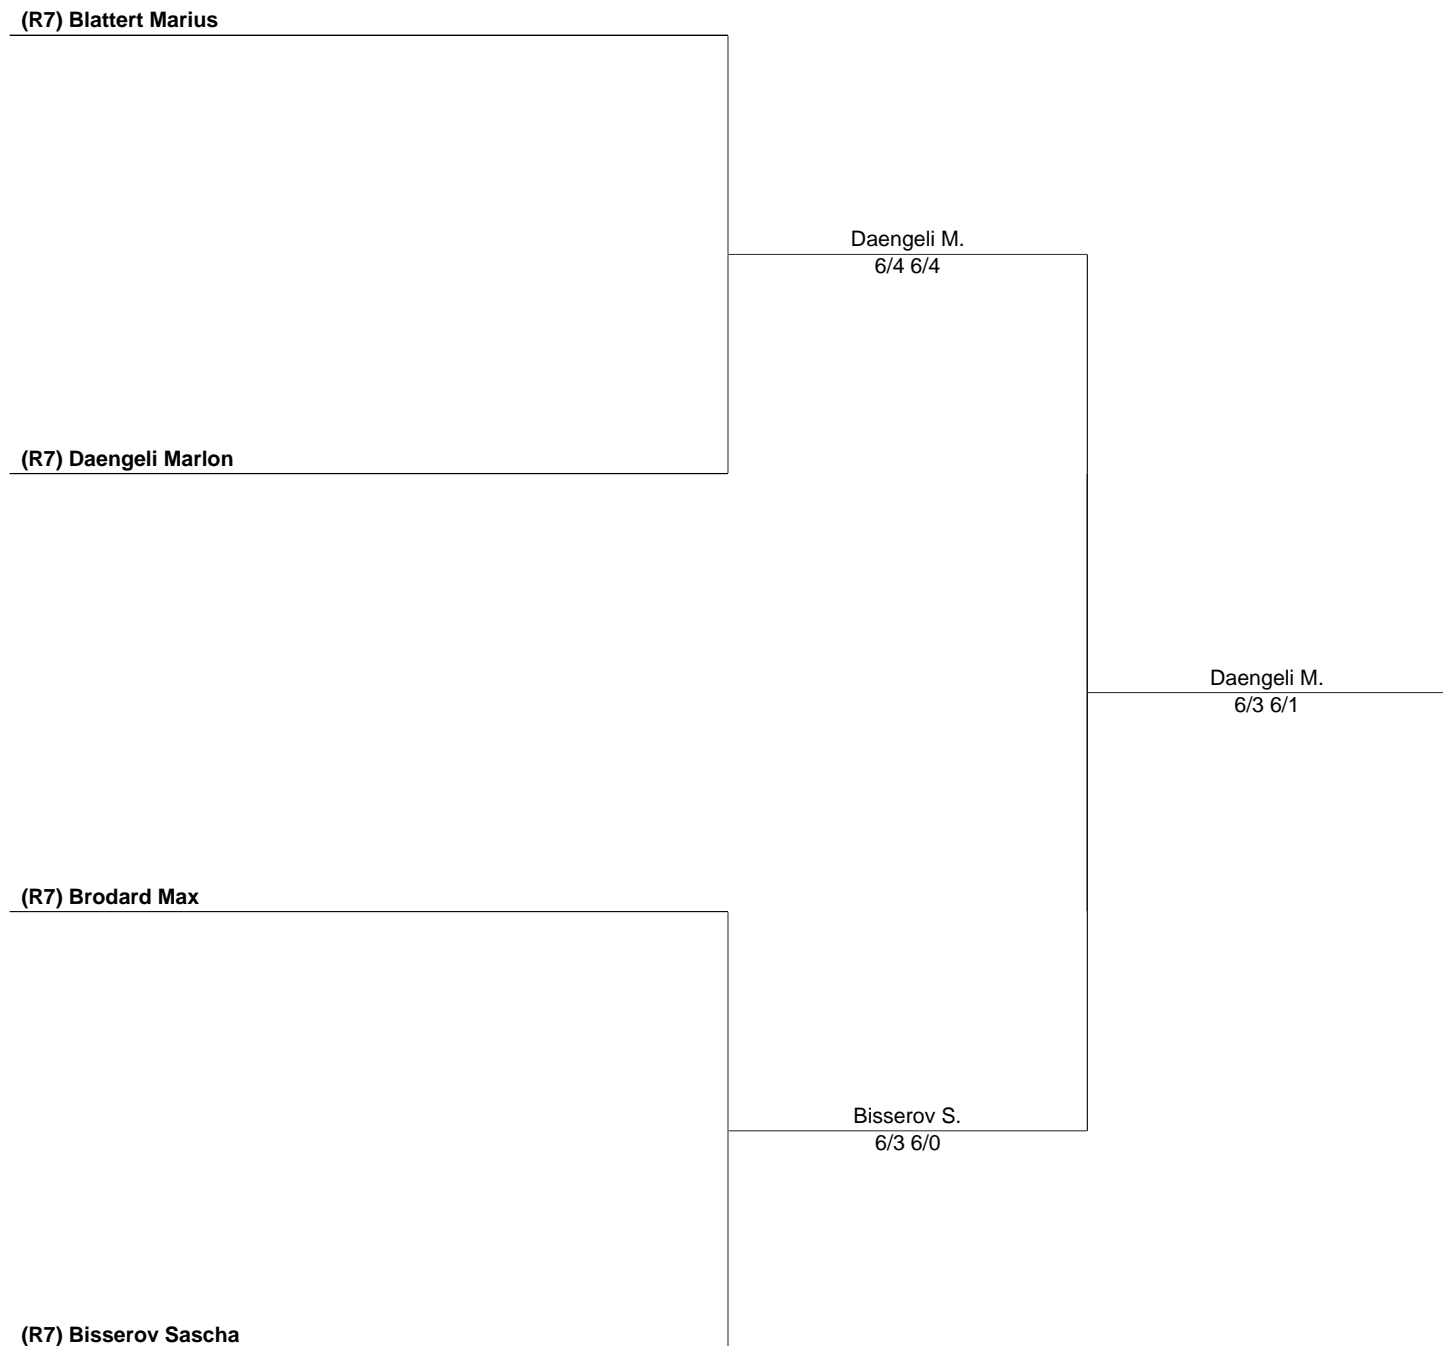 (R7) Blattert Marius
Daengeli M.
6/4 6/4
(R7) Daengeli Marlon
Daengeli M.
6/3 6/1
(R7) Brodard Max
Bisserov S.
6/3 6/0
(R7) Bisserov Sascha